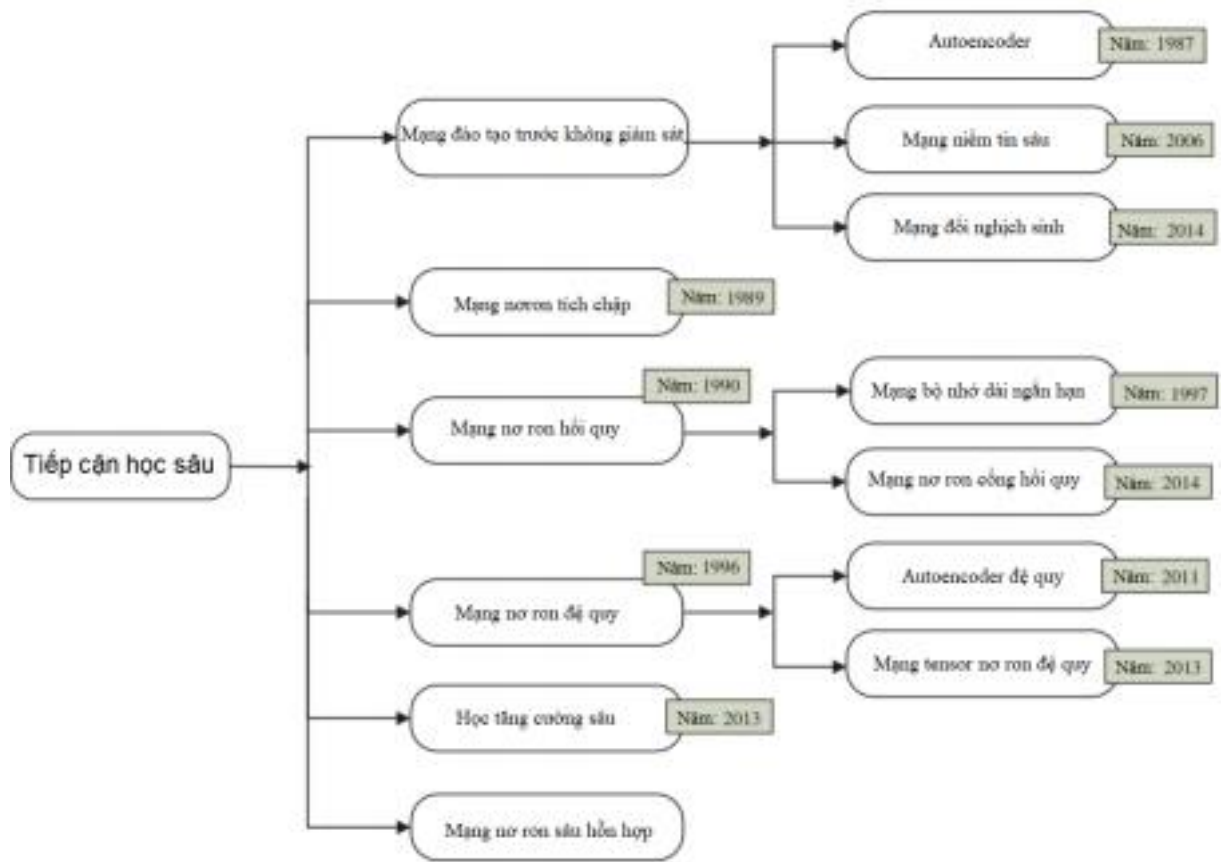 Autoencoder
Năm: 1987
Mạng đào tạo trước không giám sát
Mạng niềm tin sâu
Năm: 2006
Mạng đối nghịch sinh
Năm: 2014
Mạng nơron tích chập
Năm: 1989
Năm: 1990
Mạng nơ ron hồi quy
Mạng bộ nhớ dài ngắn hạn
Năm: 1997
Tiếp cận học sâu
Mạng nơ ron cổng hồi quy
Năm: 2014
Năm: 1996
Mạng nơ ron đệ quy
Autoencoder đệ quy
Năm: 2011
Mạng tensor nơ ron đệ quy
Năm: 2013
Học tăng cường sâu
Năm: 2013
Mạng nơ ron sâu hỗn hợp